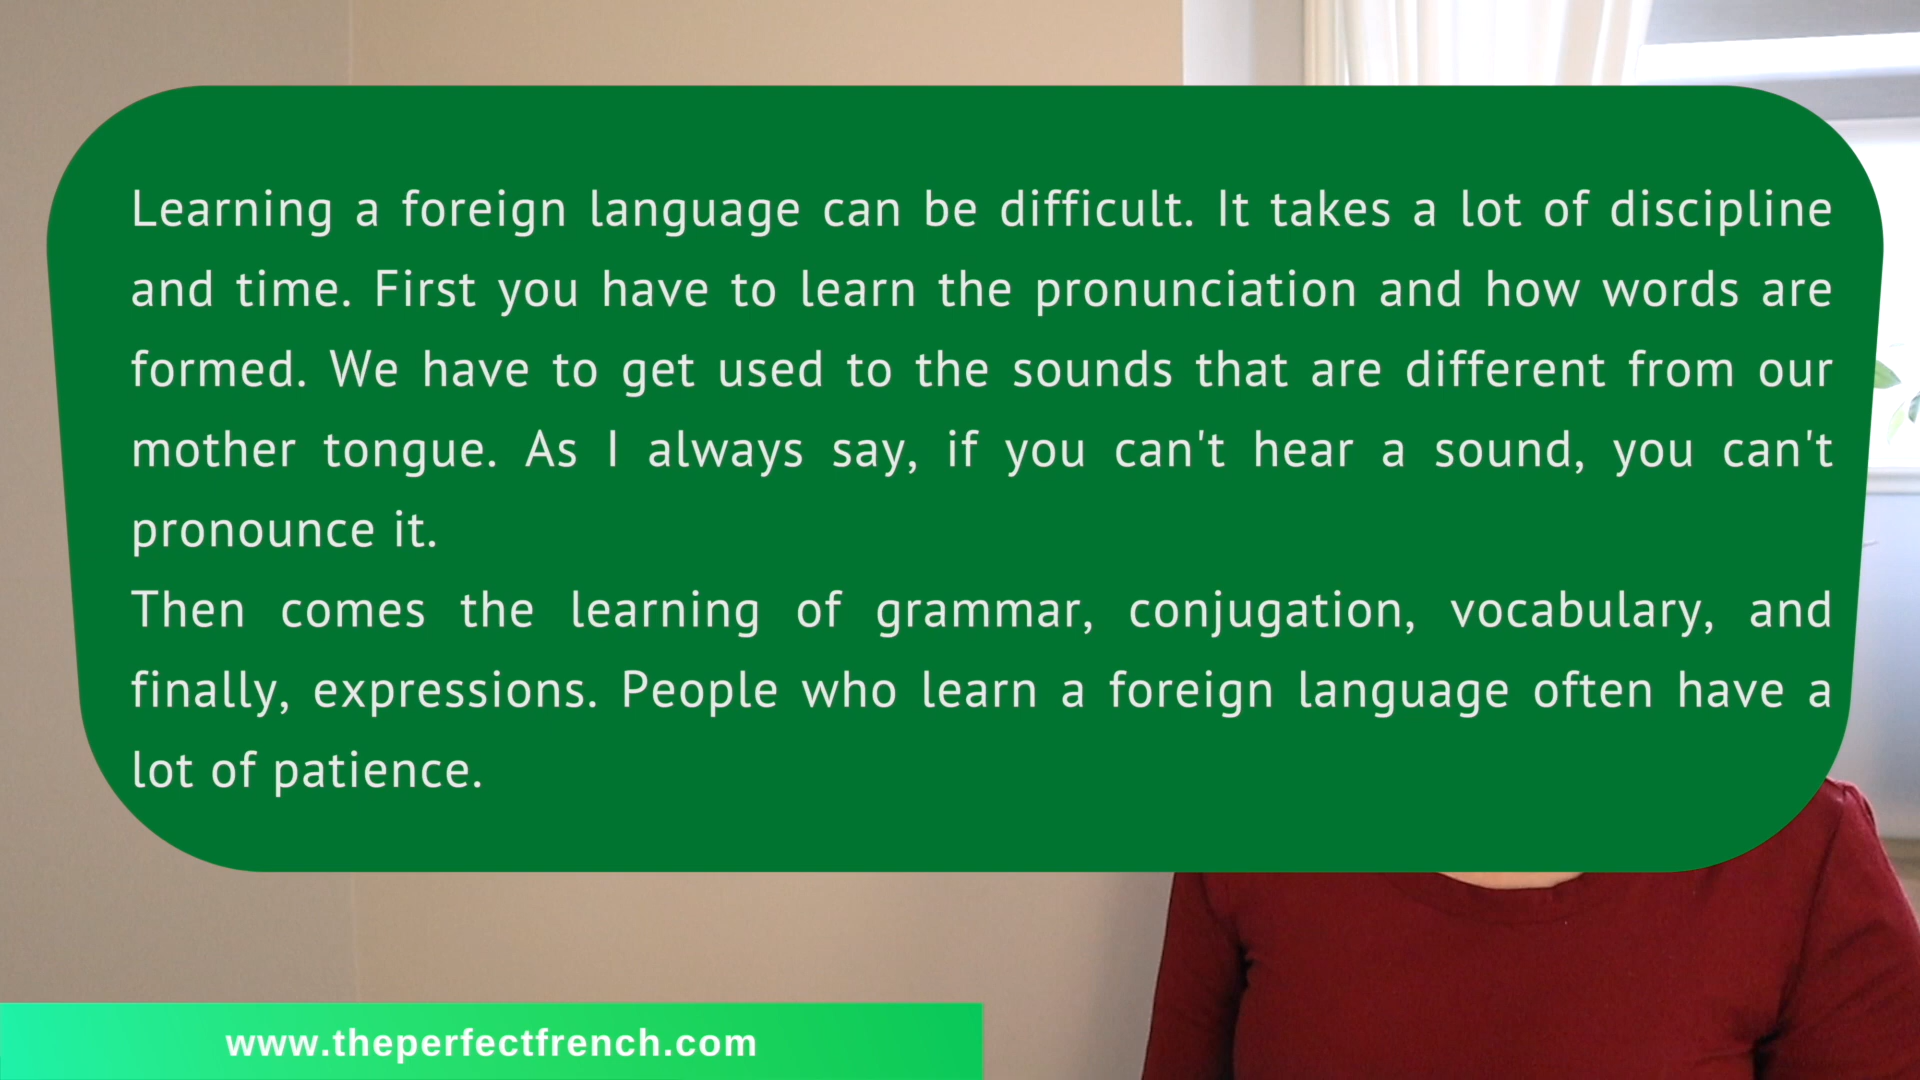 Learning a foreign language can be difficult. It takes a lot of discipline
and time. First you have to learn the pronunciation and how words are
formed. We have to get used to the sounds that are different from our
mother tongue. As I always say, if you can't hear a sound, you can't
pronounce it.
Then comes the learning of grammar, conjugation, vocabulary, and
finally, expressions. People who learn a foreign language often have a
lot of patience.
www.theperfectfrench.com